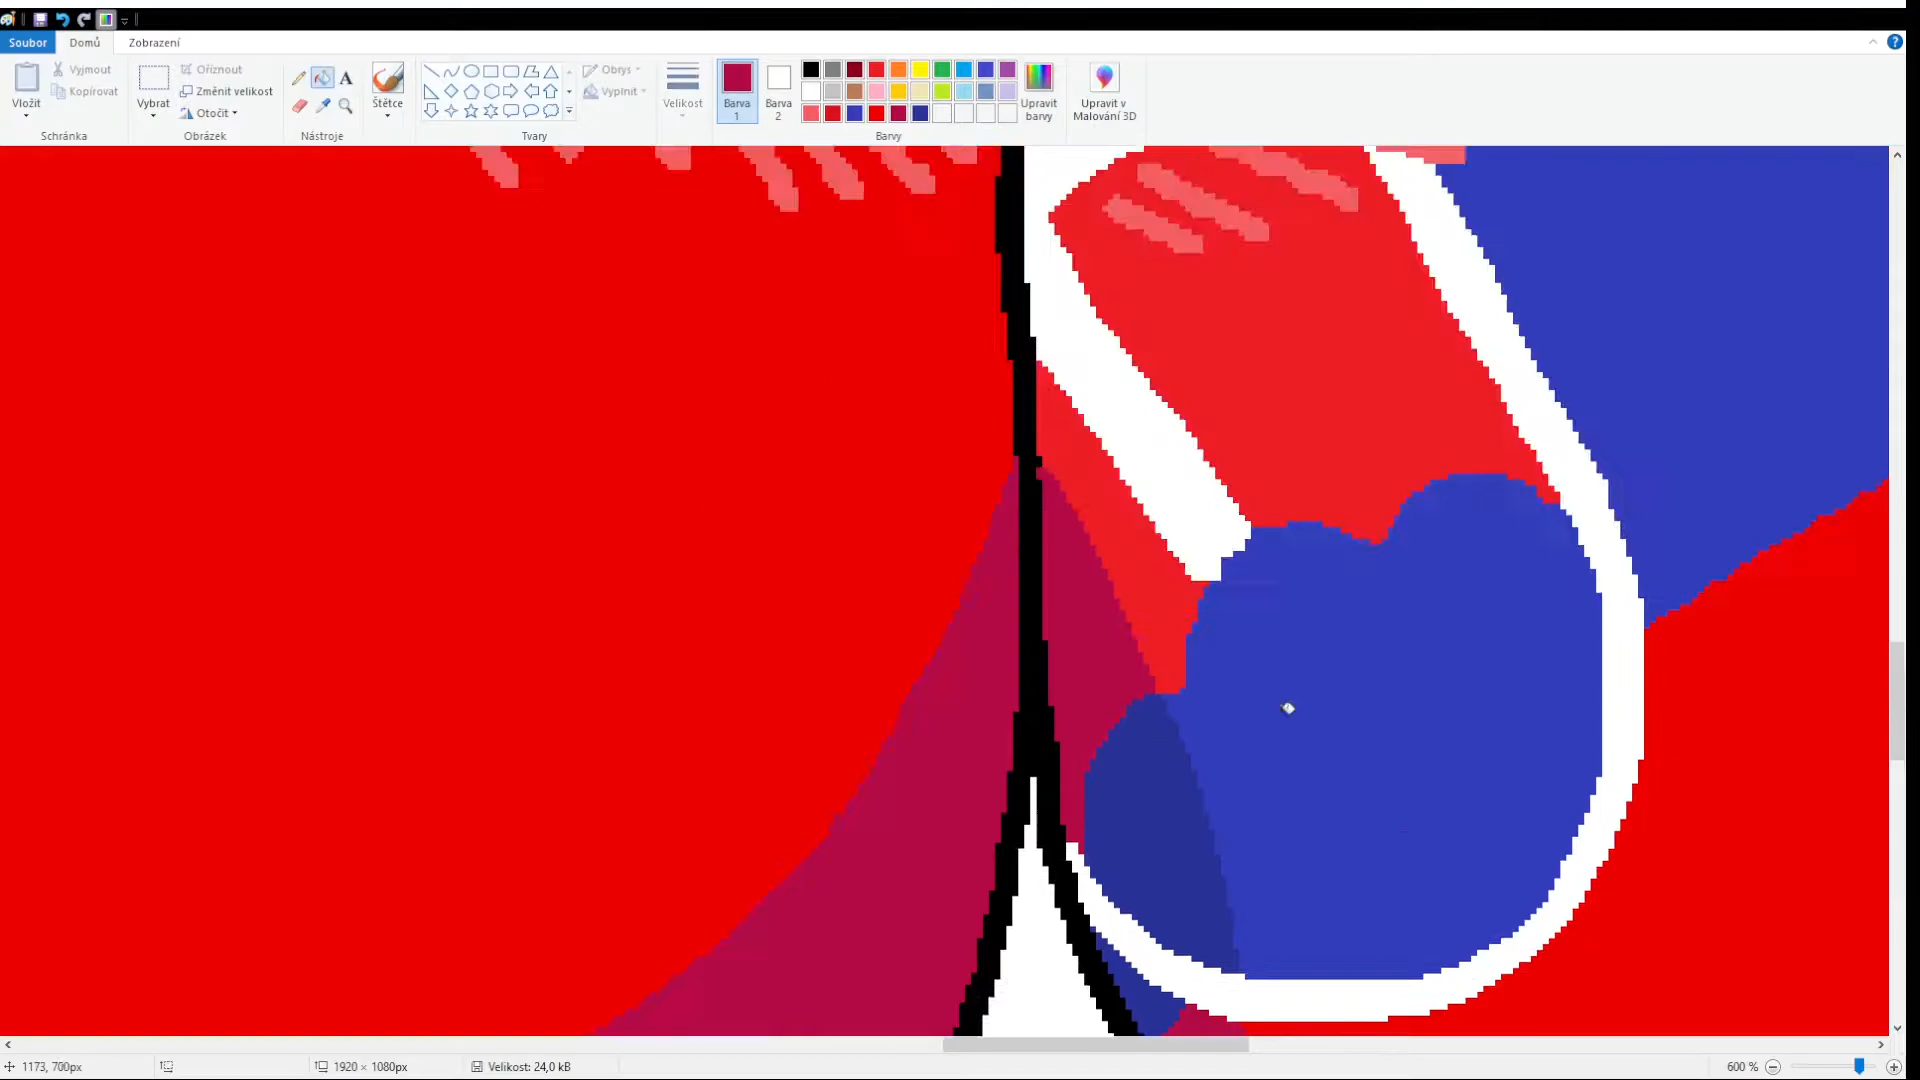 Soubor Domů Zobrazení
Vložit
Vyjmout
Kopírovat
Schránka
Vybrat
Oříznout
Změnit velikost
Otočit
Obrázek
A
Nástroje
Štětce
Obrys
Vyplnit
Tvary
Velikost
Barva 1
Barva 2
Upravit barvy
Barvy
Upravit v Malování 3D
1173, 700px 1920 × 1080px Velikost: 24,0 kB 600 %